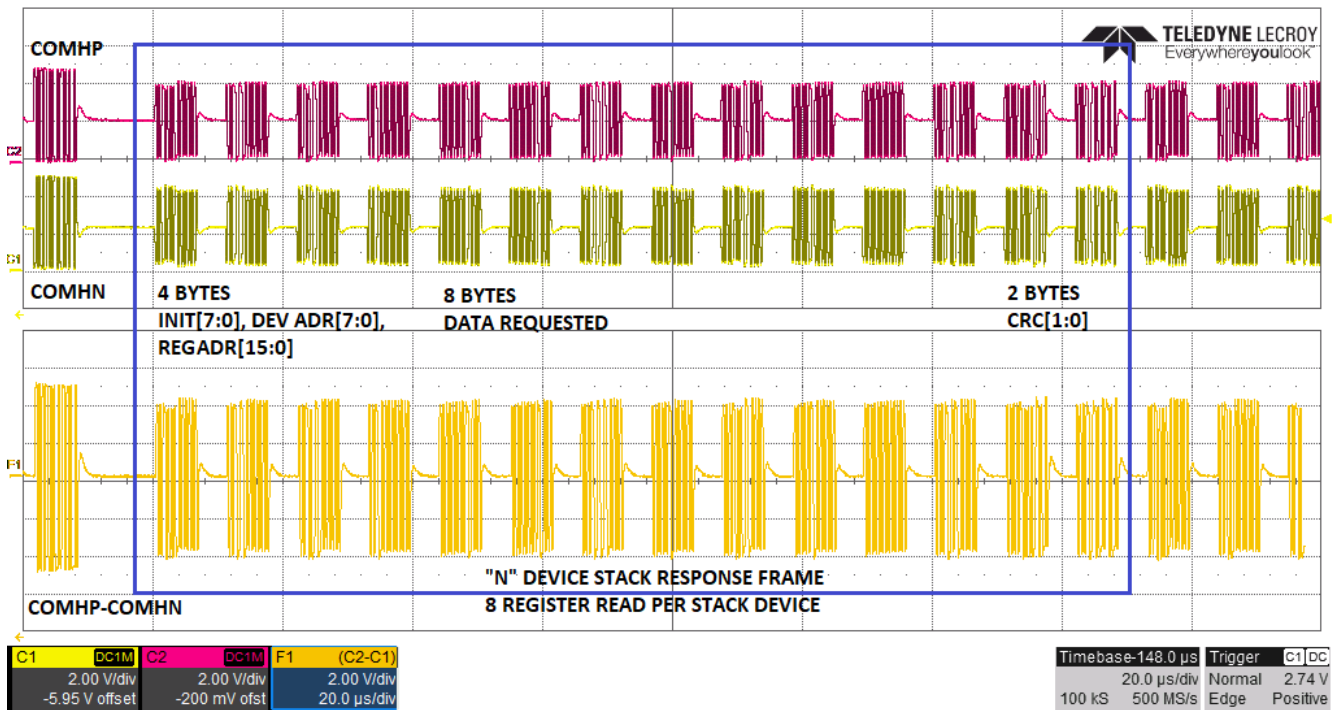 COMHP
TELEDYNE LECROY
Everywhereyoulook
C2
C1
COMHN
4 BYTES
INIT[7:0], DEV ADR[7:0],
REGADR[15:0]
8 BYTES
DATA REQUESTED
2 BYTES
CRC[1:0]
F1
"N" DEVICE STACK RESPONSE FRAME
8 REGISTER READ PER STACK DEVICE
COMHP-COMHN
C1 DC1M
2.00 V/div
-5.95 V offset
C2 DC1M
2.00 V/div
-200 mV ofst
F1 (C2-C1)
2.00 V/div
20.0 µs/div
Timebase -148.0 µs
20.0 µs/div
100 kS 500 MS/s
Trigger C1 DC
Normal 2.74 V
Edge Positive